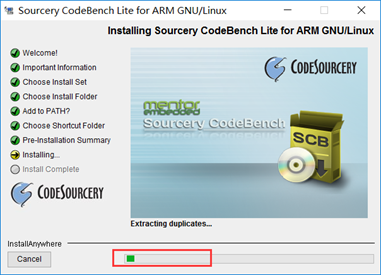 Sourcery CodeBench Lite for ARM GNU/Linux
Installing Sourcery CodeBench Lite for ARM GNU/Linux
Welcome!
Important Information
Choose Install Set
Choose Install Folder
Add to PATH?
Choose Shortcut Folder
Pre-Installation Summary
Installing...
Install Complete
CODESOURCERY
CODESOURCERY
mentor
embedded
Sourcery CodeBench
SCB
Extracting duplicates...
InstallAnywhere
Cancel